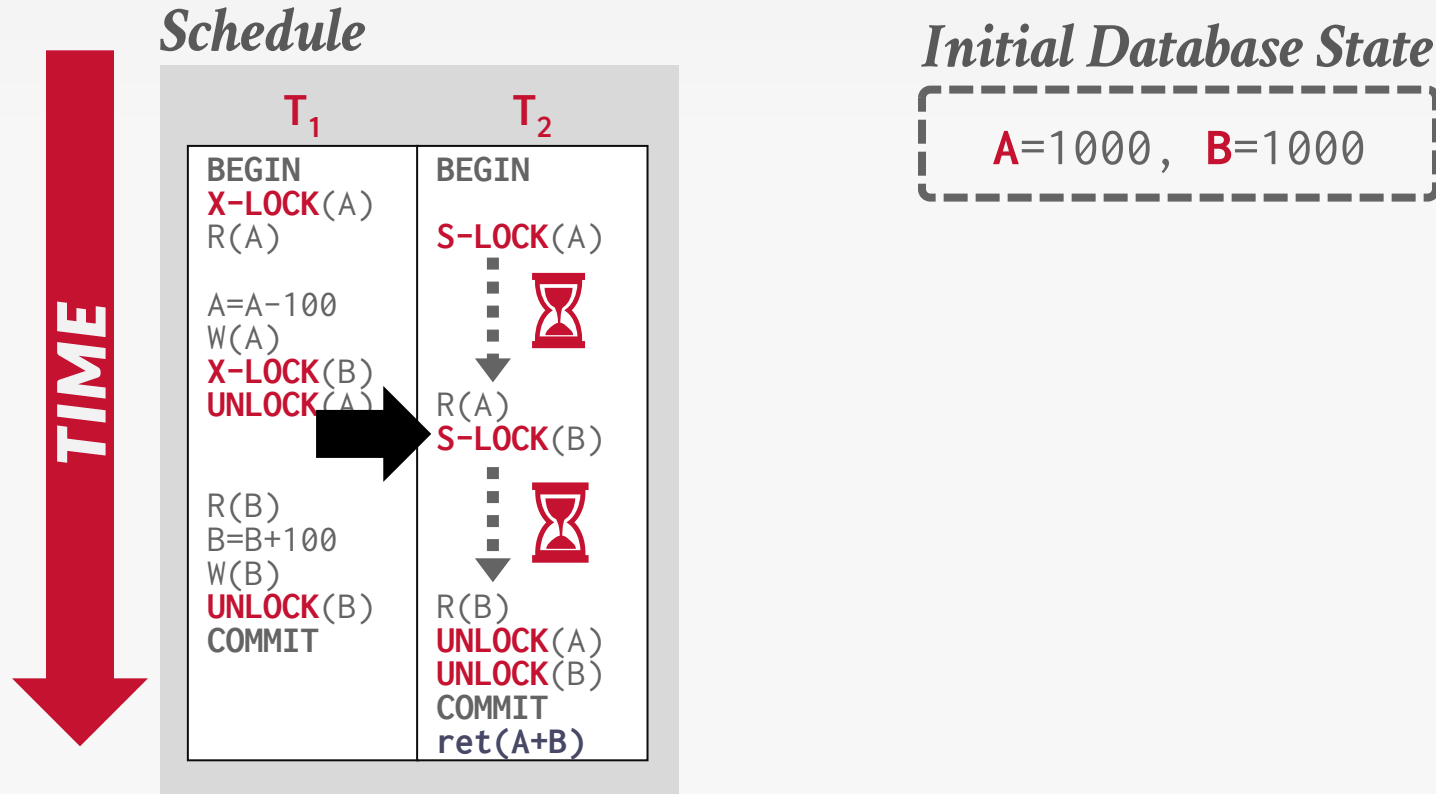 Schedule
TIME
T1
BEGIN
X-LOCK(A)
R(A)
A=A-100
W(A)
X-LOCK(B)
UNLOCK(A)
R(B)
B=B+100
W(B)
UNLOCK(B)
COMMIT
T2
BEGIN
S-LOCK(A)
R(A)
S-LOCK(B)
R(B)
UNLOCK(A)
UNLOCK(B)
COMMIT
ret(A+B)
Initial Database State
A=1000, B=1000